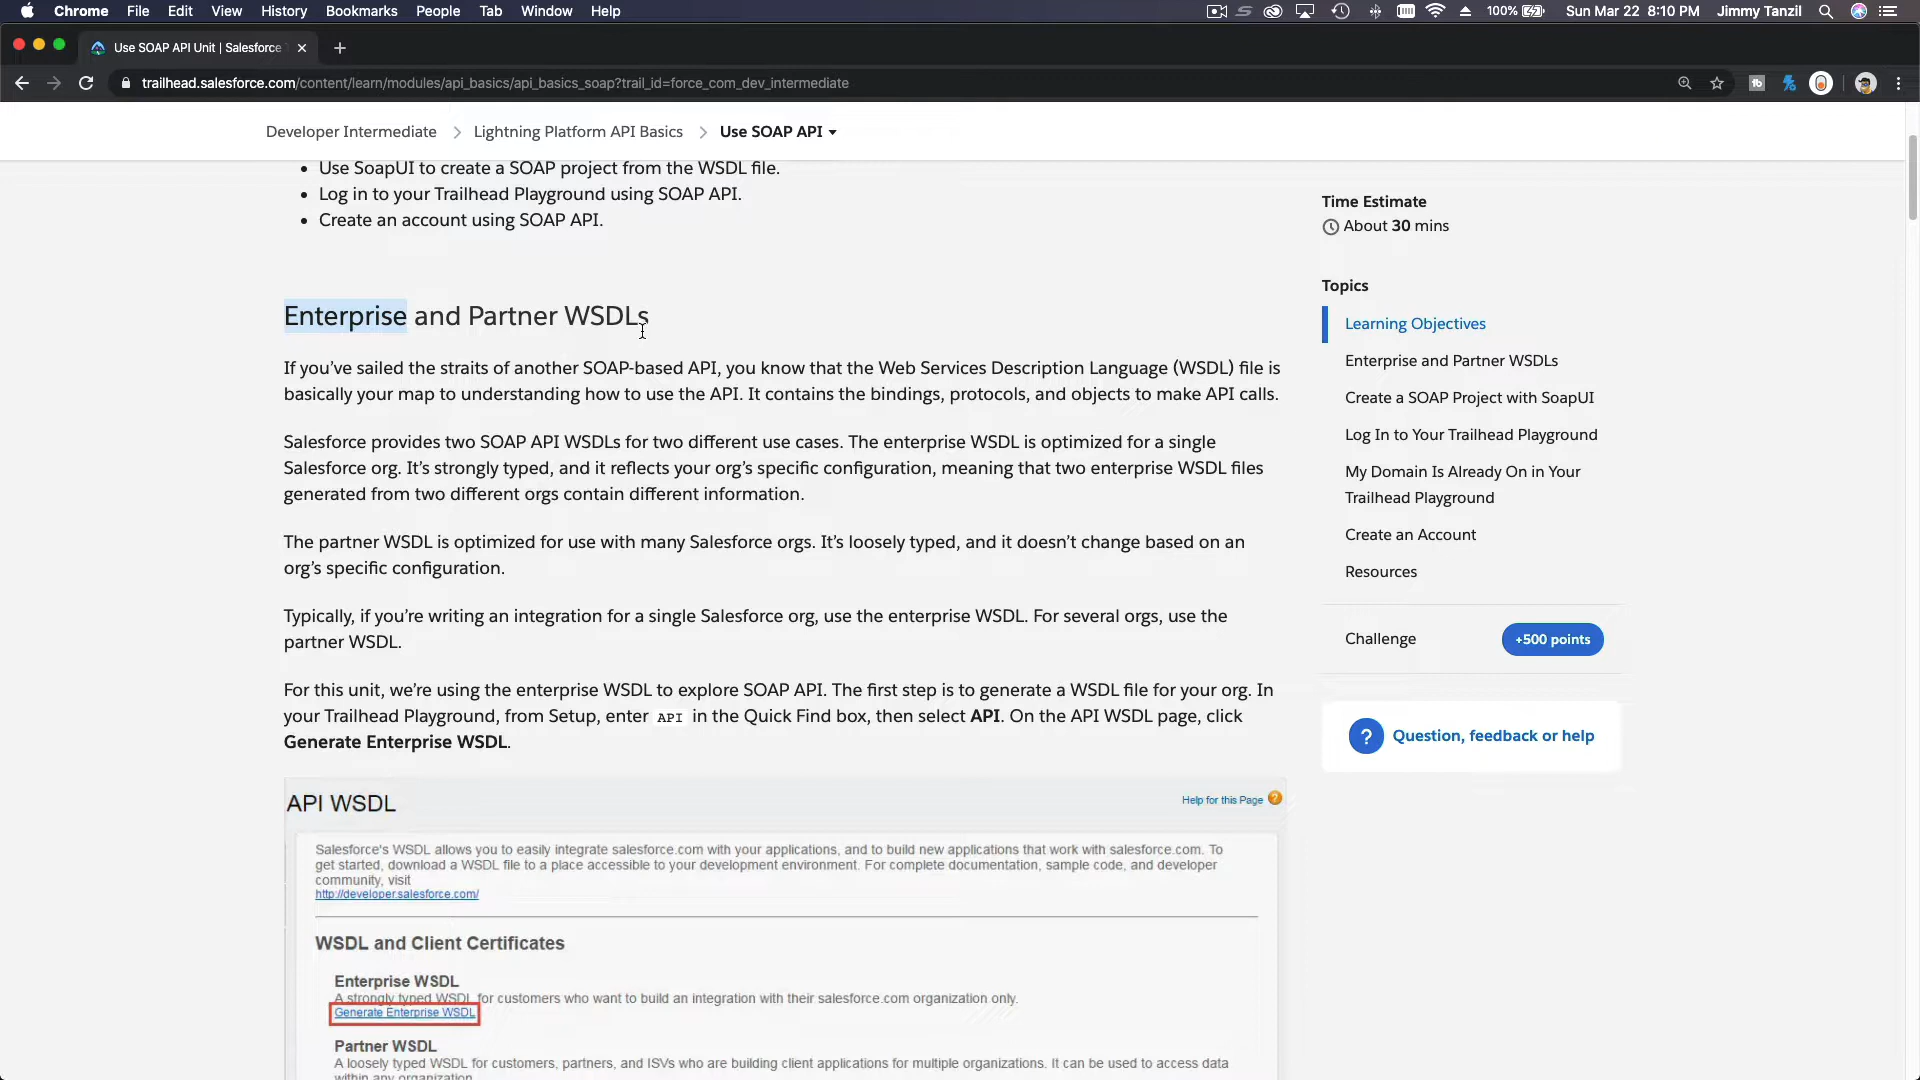 Chrome File Edit View History Bookmarks People Tab Window Help 100% Sun Mar 22 8:10 PM Jimmy Tanzil
Use SOAP API Unit | Salesforce
trailhead.salesforce.com/content/learn/modules/api_basics/api_basics_soap?trail_id=force_com_dev_intermediate
Developer Intermediate > Lightning Platform API Basics > Use SOAP API
• Use SoapUI to create a SOAP project from the WSDL file.
• Log in to your Trailhead Playground using SOAP API.
• Create an account using SOAP API.
Enterprise and Partner WSDLs
If you’ve sailed the straits of another SOAP-based API, you know that the Web Services Description Language (WSDL) file is
basically your map to understanding how to use the API. It contains the bindings, protocols, and objects to make API calls.
Salesforce provides two SOAP API WSDLs for two different use cases. The enterprise WSDL is optimized for a single
Salesforce org. It’s strongly typed, and it reflects your org’s specific configuration, meaning that two enterprise WSDL files
generated from two different orgs contain different information.
The partner WSDL is optimized for use with many Salesforce orgs. It’s loosely typed, and it doesn’t change based on an
org’s specific configuration.
Typically, if you’re writing an integration for a single Salesforce org, use the enterprise WSDL. For several orgs, use the
partner WSDL.
For this unit, we’re using the enterprise WSDL to explore SOAP API. The first step is to generate a WSDL file for your org. In
your Trailhead Playground, from Setup, enter API in the Quick Find box, then select API. On the API WSDL page, click
Generate Enterprise WSDL.
API WSDL
Help for this Page ?
Salesforce's WSDL allows you to easily integrate salesforce.com with your applications, and to build new applications that work with salesforce.com. To
get started, download a WSDL file to a place accessible to your development environment. For complete documentation, sample code, and developer
community, visit
http://developer.salesforce.com/
WSDL and Client Certificates
Enterprise WSDL
A strongly typed WSDL for customers who want to build an integration with their salesforce.com organization only.
Generate Enterprise WSDL
Partner WSDL
A loosely typed WSDL for customers, partners, and ISVs who are building client applications for multiple organizations. It can be used to access data
within any organization.
Time Estimate
About 30 mins
Topics
Learning Objectives
Enterprise and Partner WSDLs
Create a SOAP Project with SoapUI
Log In to Your Trailhead Playground
My Domain Is Already On in Your
Trailhead Playground
Create an Account
Resources
Challenge +500 points
? Question, feedback or help